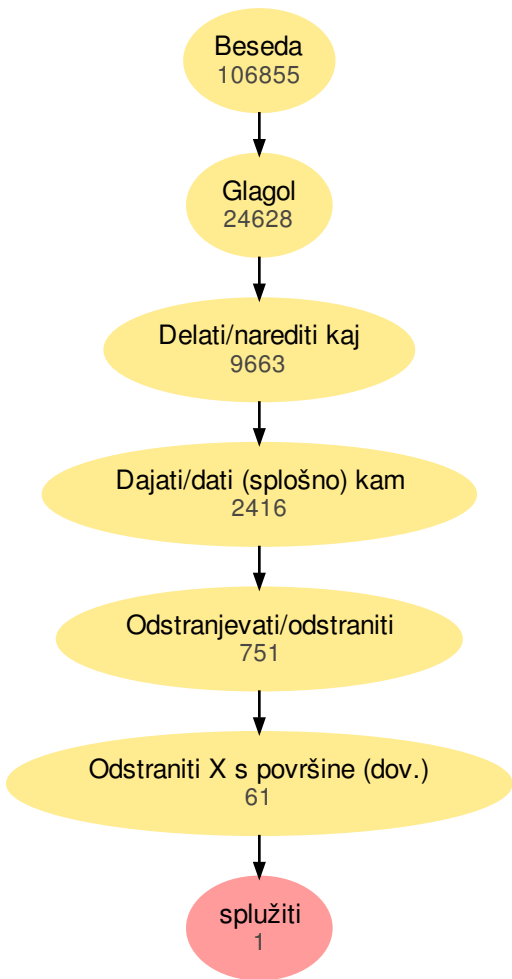 Beseda
106855
Glagol
24628
Delati/narediti kaj
9663
Dajati/dati (splošno) kam
2416
Odstranjevati/odstraniti
751
Odstraniti X s površine (dov.)
61
splužiti
1